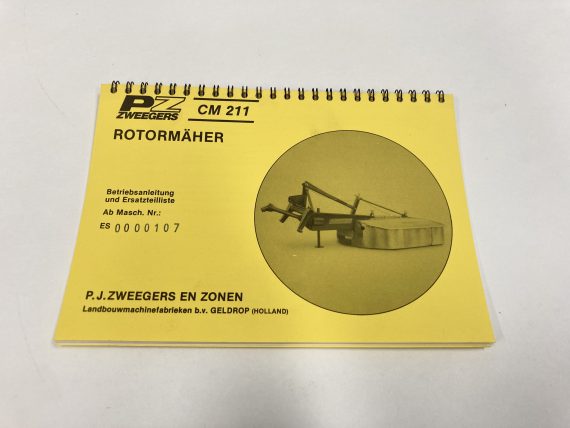 PZ
ZWEEGERS
CM 211
ROTORMÄHER
Betriebsanleitung
und Ersatzteilliste
Ab Masch. Nr.:
ES 0000107
P.J.ZWEEGERS EN ZONEN
Landbouwmachinefabrieken b.v. GELDROP (HOLLAND)